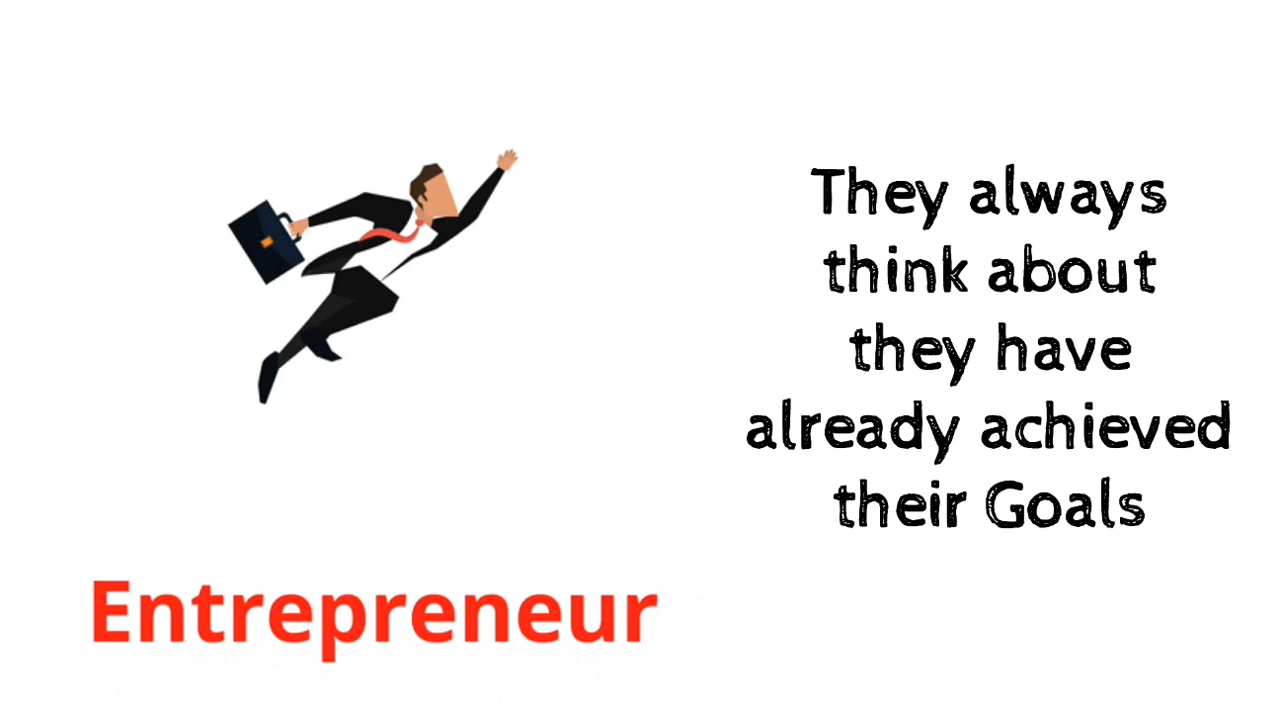 They always
think about
they have
already achieved
their Goals
Entrepreneur